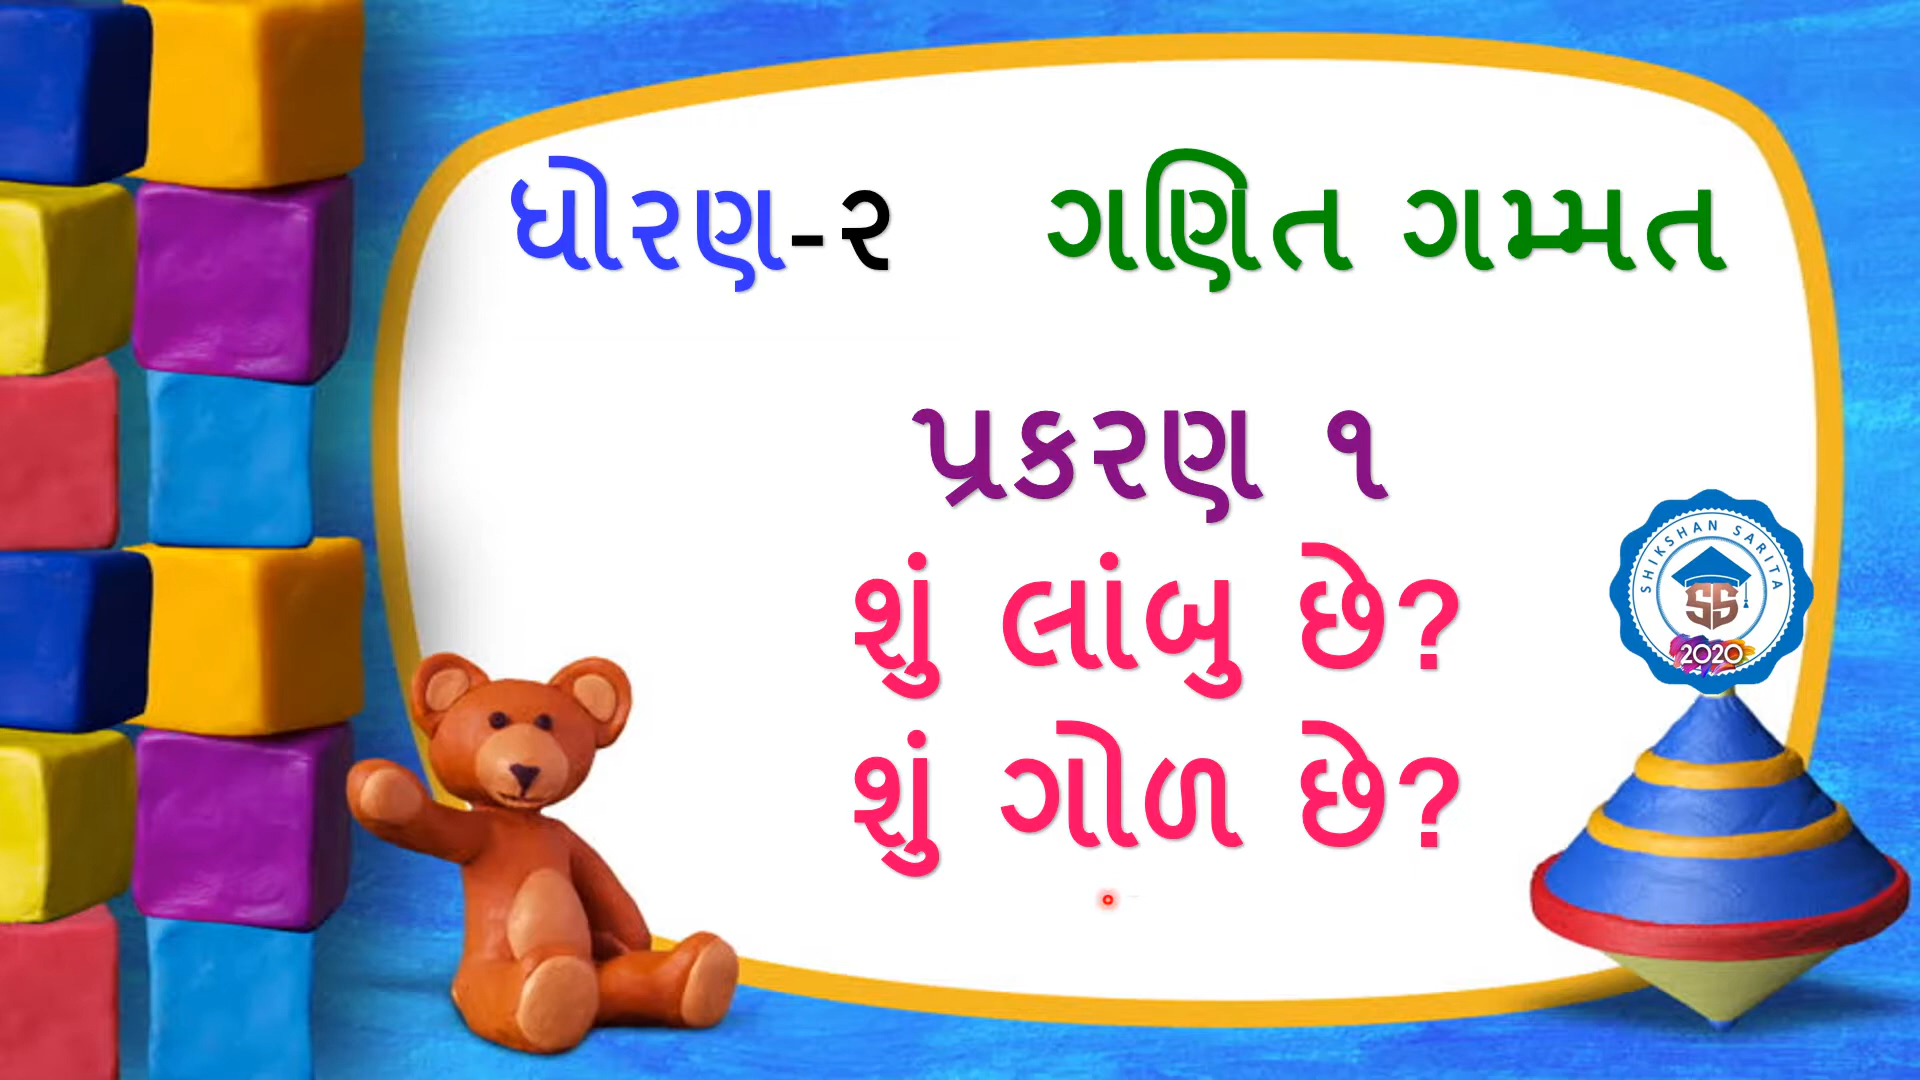 ધોરણ-૨ ગણિત ગમ્મત
પ્રકરણ ૧
શું લાંબુ છે?
શું ગોળ છે?
SHIKSHAN SARITA
SS
2020